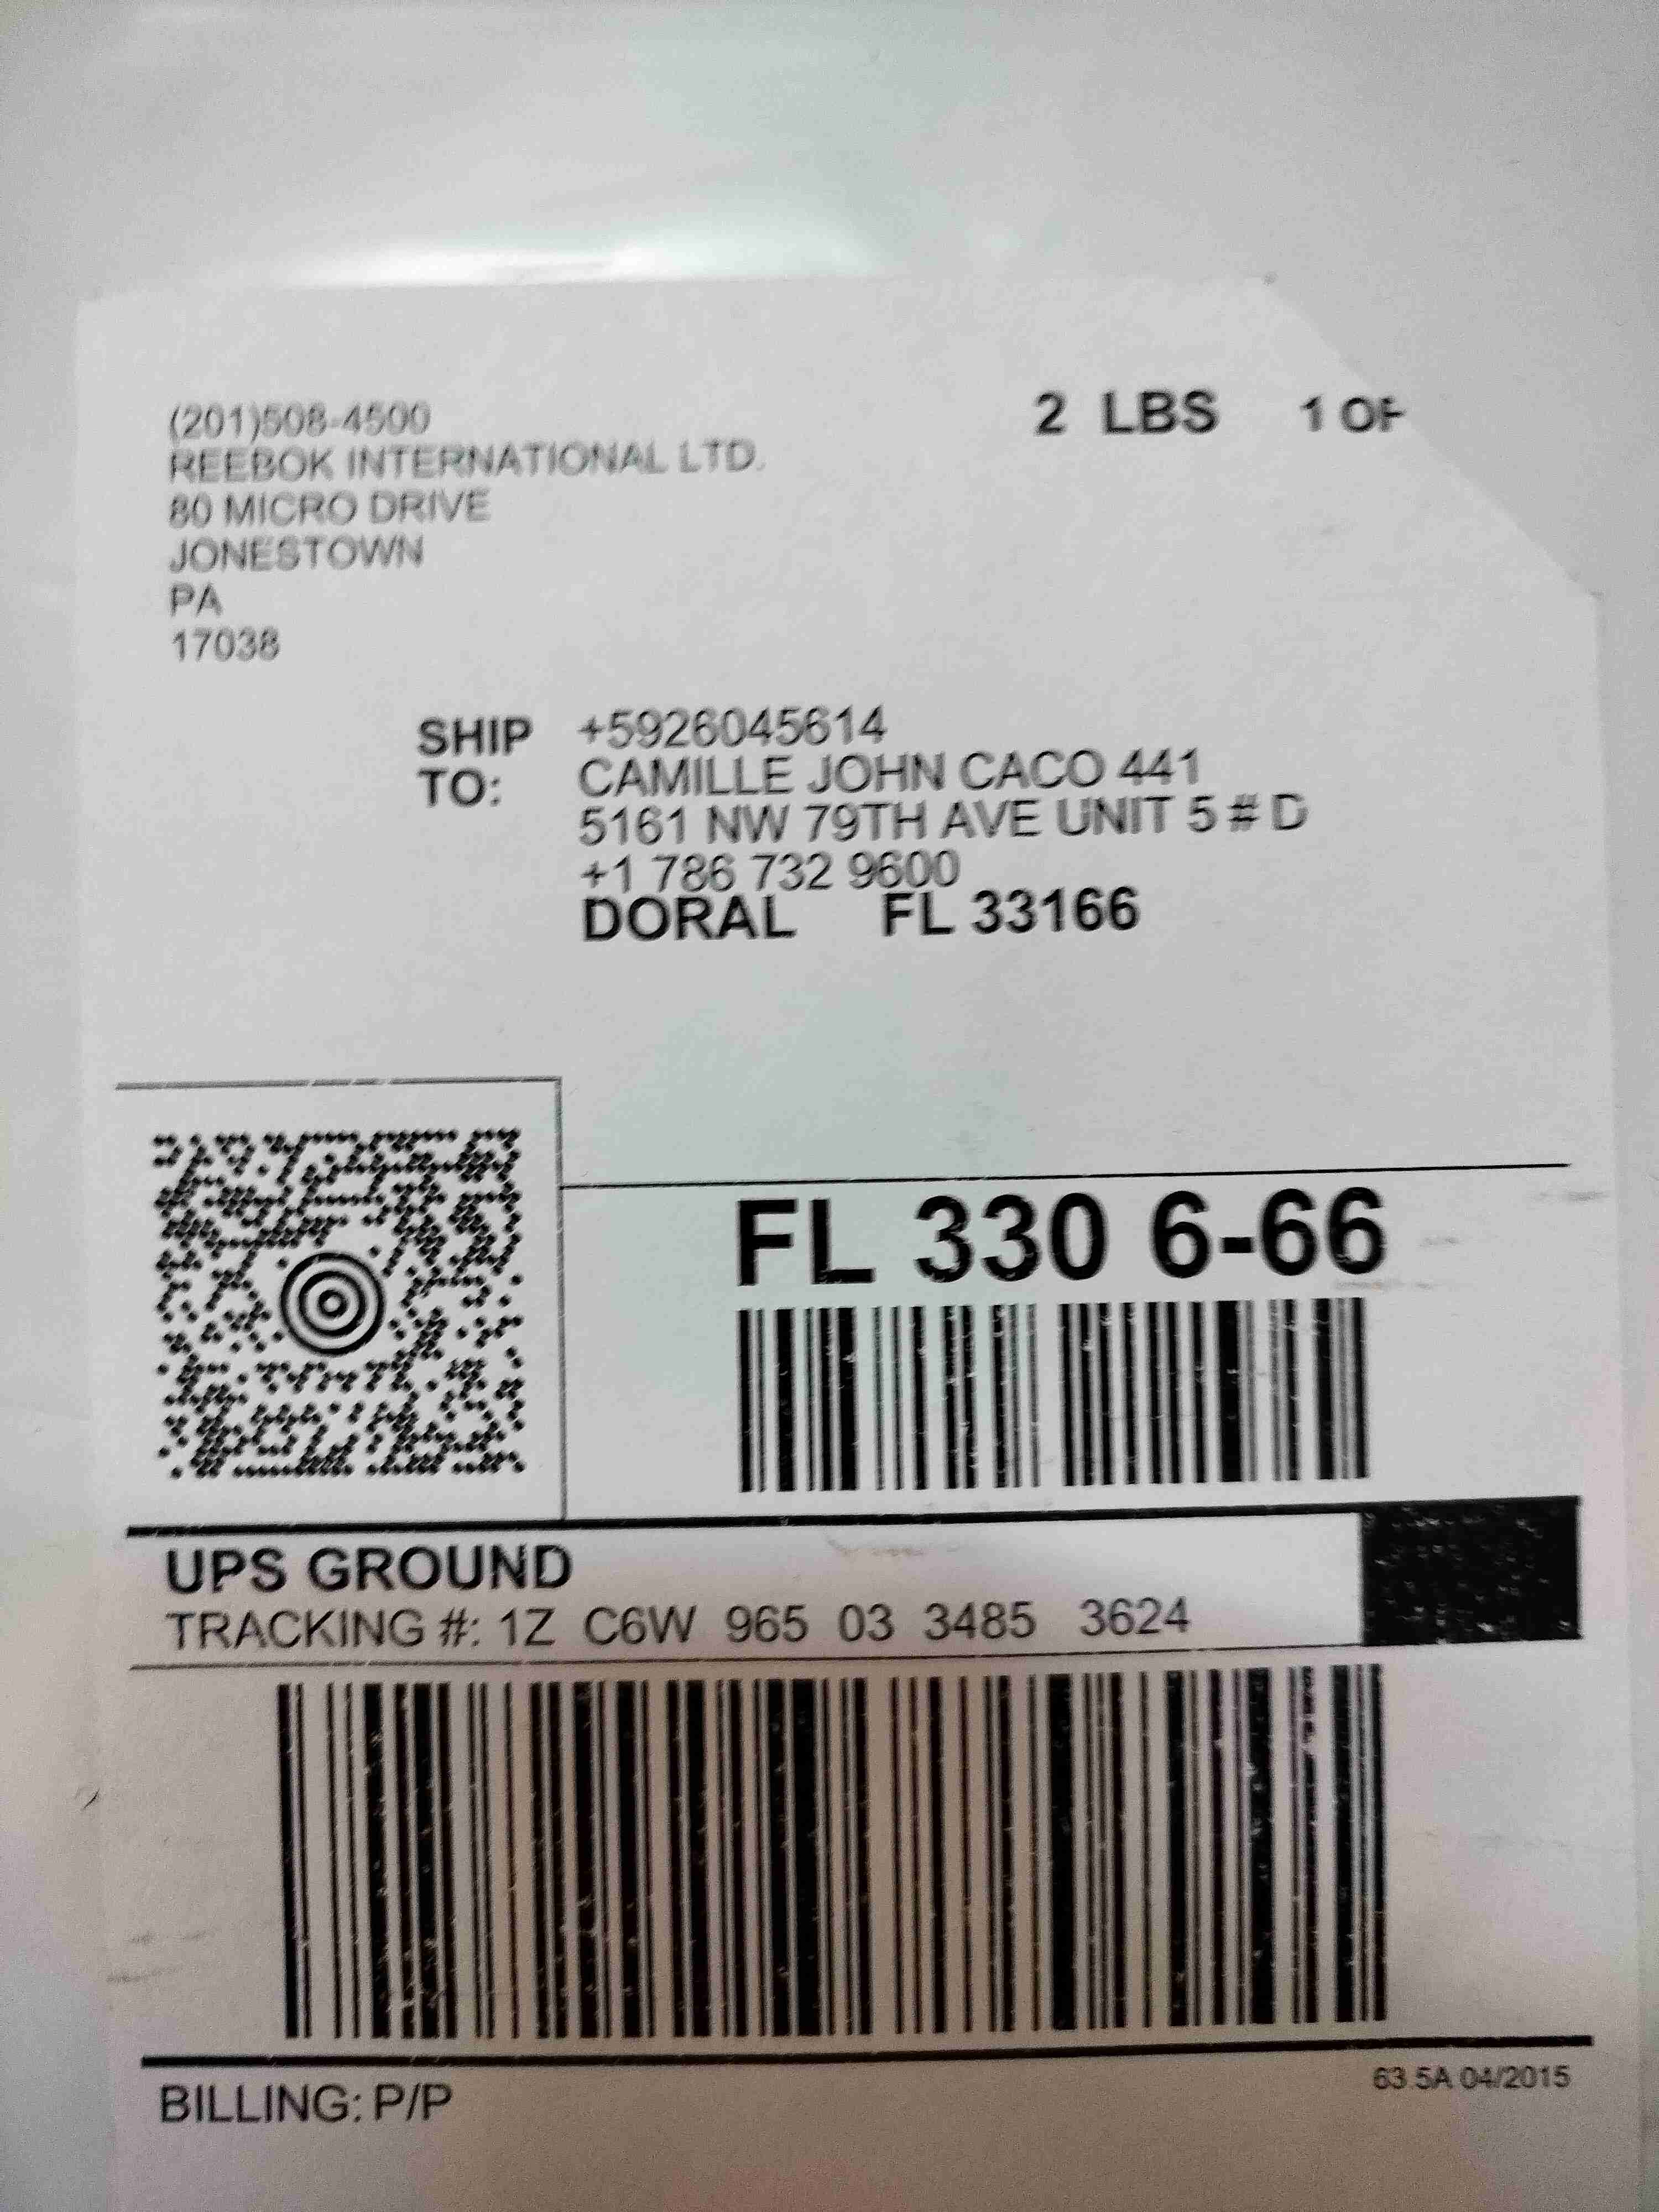 (201)508-4500
REEBOK INTERNATIONAL LTD.
80 MICRO DRIVE
JONESTOWN
PA
17038
2 LBS 1 OF
SHIP TO:
+5926045614
CAMILLE JOHN CACO 441
5161 NW 79TH AVE UNIT 5 # D
+1 786 732 9600
DORAL FL 33166
FL 330 6-66
UPS GROUND
TRACKING #: 1Z C6W 965 03 3485 3624
BILLING: P/P
63.5A 04/2015